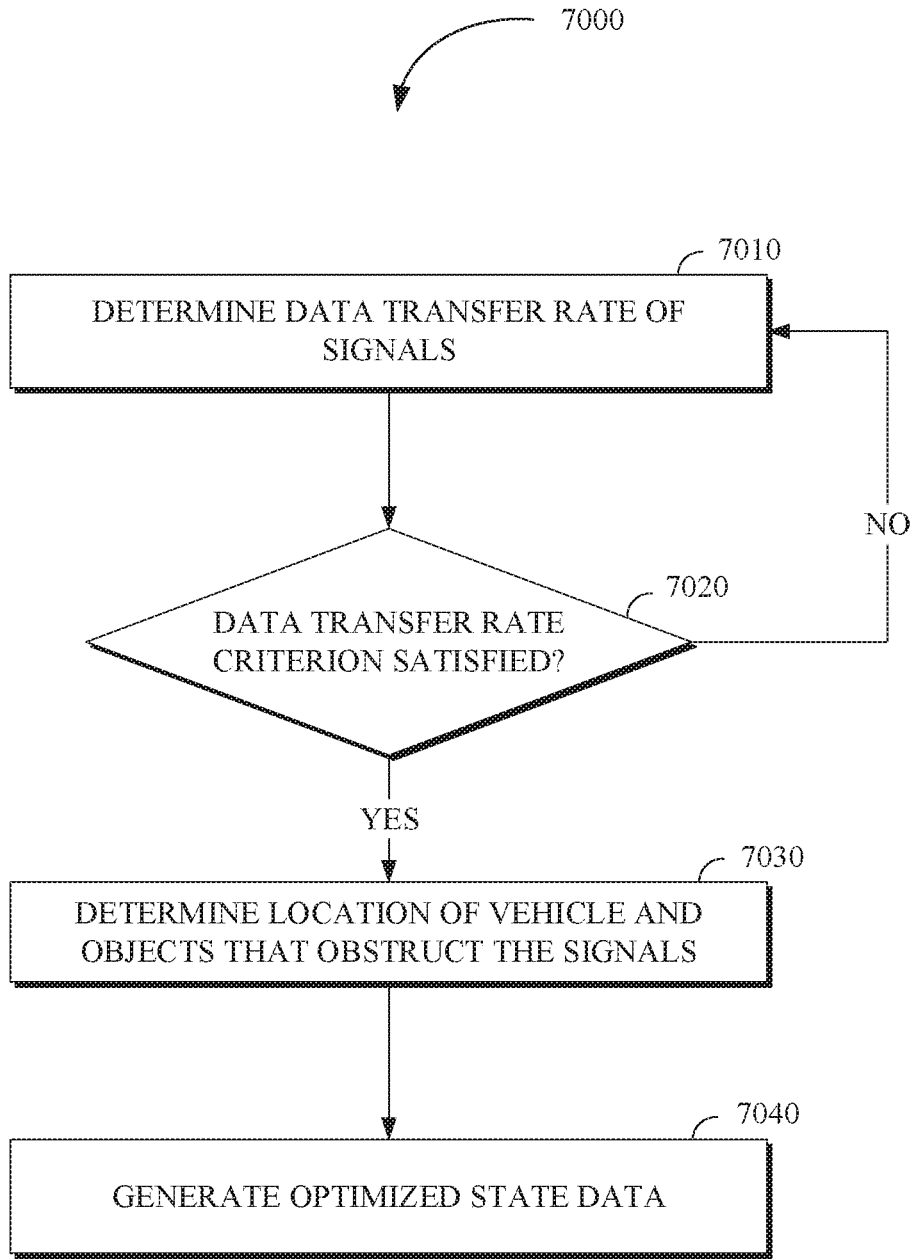 7000
7010
DETERMINE DATA TRANSFER RATE OF
SIGNALS
7020
DATA TRANSFER RATE
CRITERION SATISFIED?
NO
YES
7030
DETERMINE LOCATION OF VEHICLE AND
OBJECTS THAT OBSTRUCT THE SIGNALS
7040
GENERATE OPTIMIZED STATE DATA